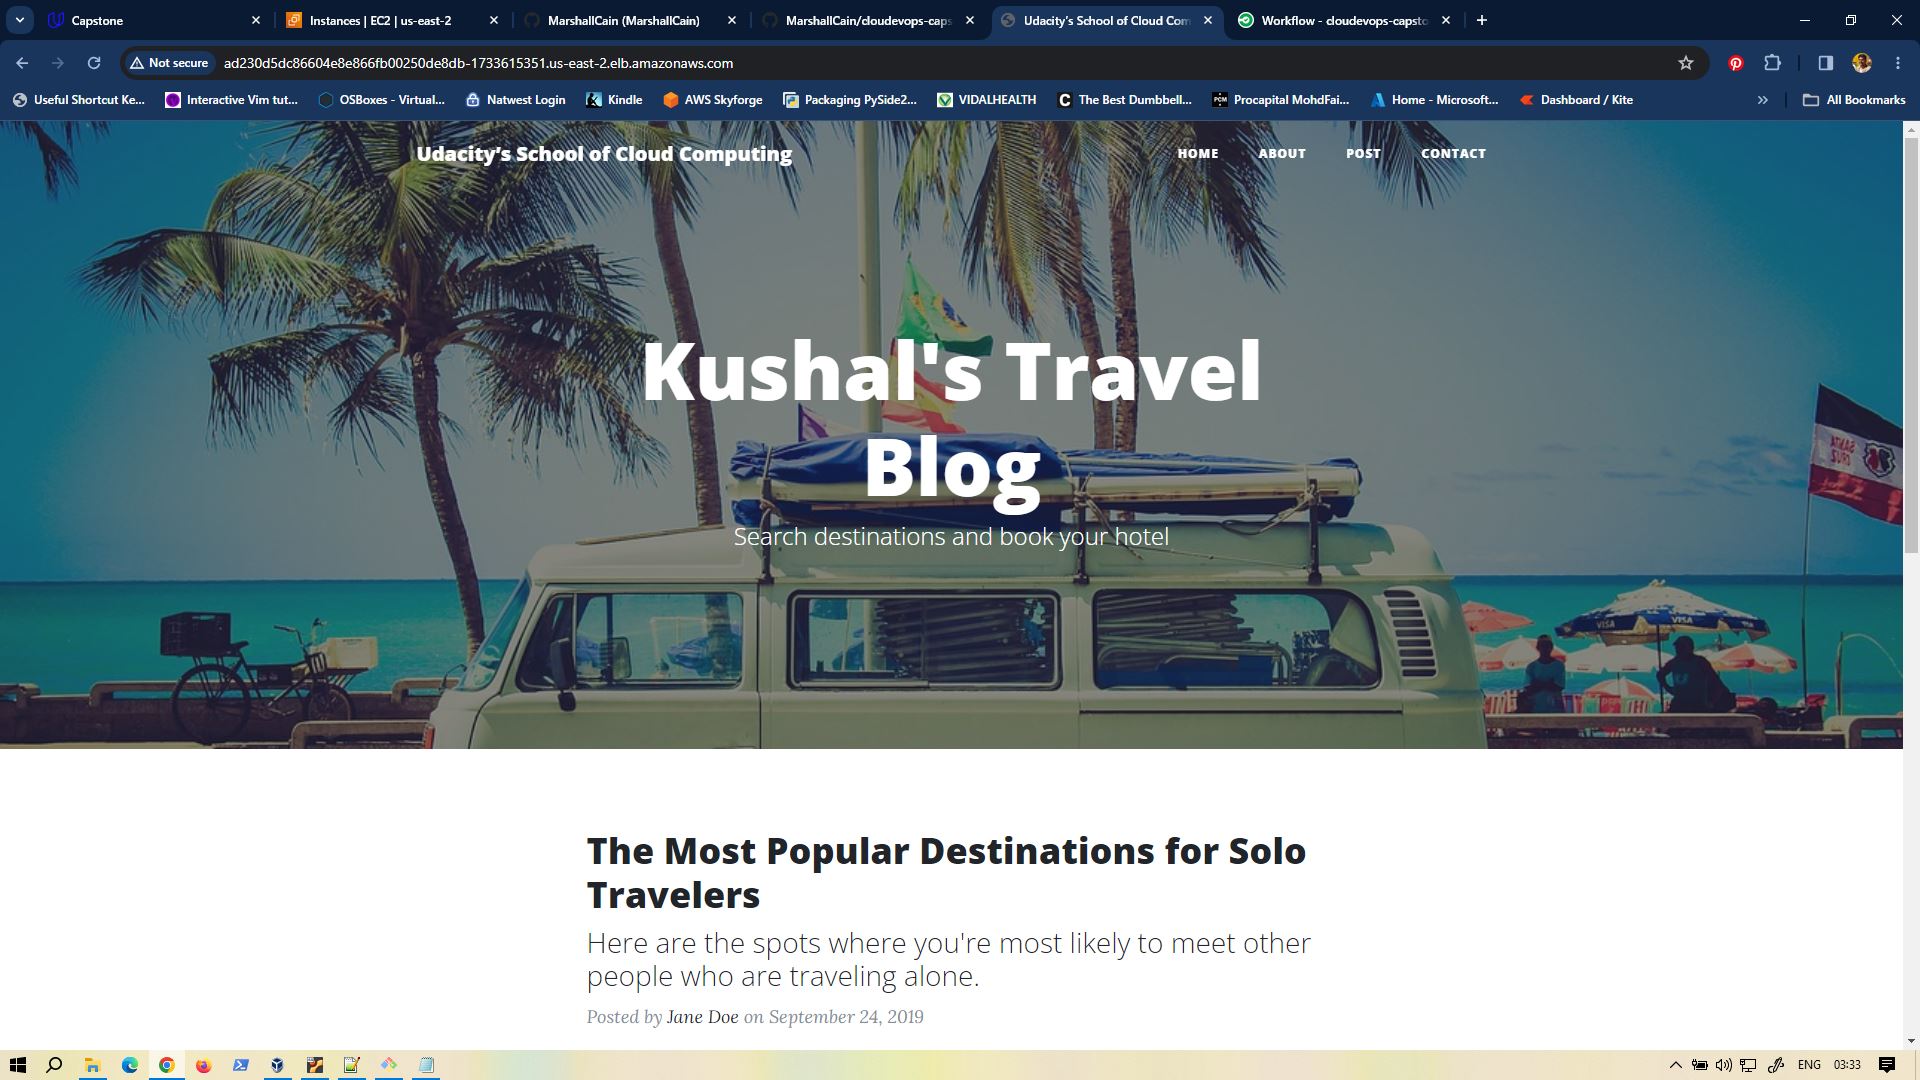 Capstone
Instances | EC2 | us-east-2
MarshallCain (MarshallCain)
MarshallCain/cloudevops-caps
Udacity's School of Cloud Com
Workflow - cloudevops-capsto
Not secure
ad230d5dc86604e8e866fb00250de8db-1733615351.us-east-2.elb.amazonaws.com
Useful Shortcut Ke...
Interactive Vim tut...
OSBoxes - Virtual...
Natwest Login
Kindle
AWS Skyforge
Packaging PySide2...
VIDALHEALTH
The Best Dumbbell...
PCM
Procapital MohdFai...
Home - Microsoft...
Dashboard / Kite
All Bookmarks
Udacity's School of Cloud Computing
HOME
ABOUT
POST
CONTACT
Kushal's Travel
Blog
Search destinations and book your hotel
SANTA
CRUZ
VISA
VISA
The Most Popular Destinations for Solo
Travelers
Here are the spots where you're most likely to meet other
people who are traveling alone.
Posted by Jane Doe on September 24, 2019
ENG
03:33